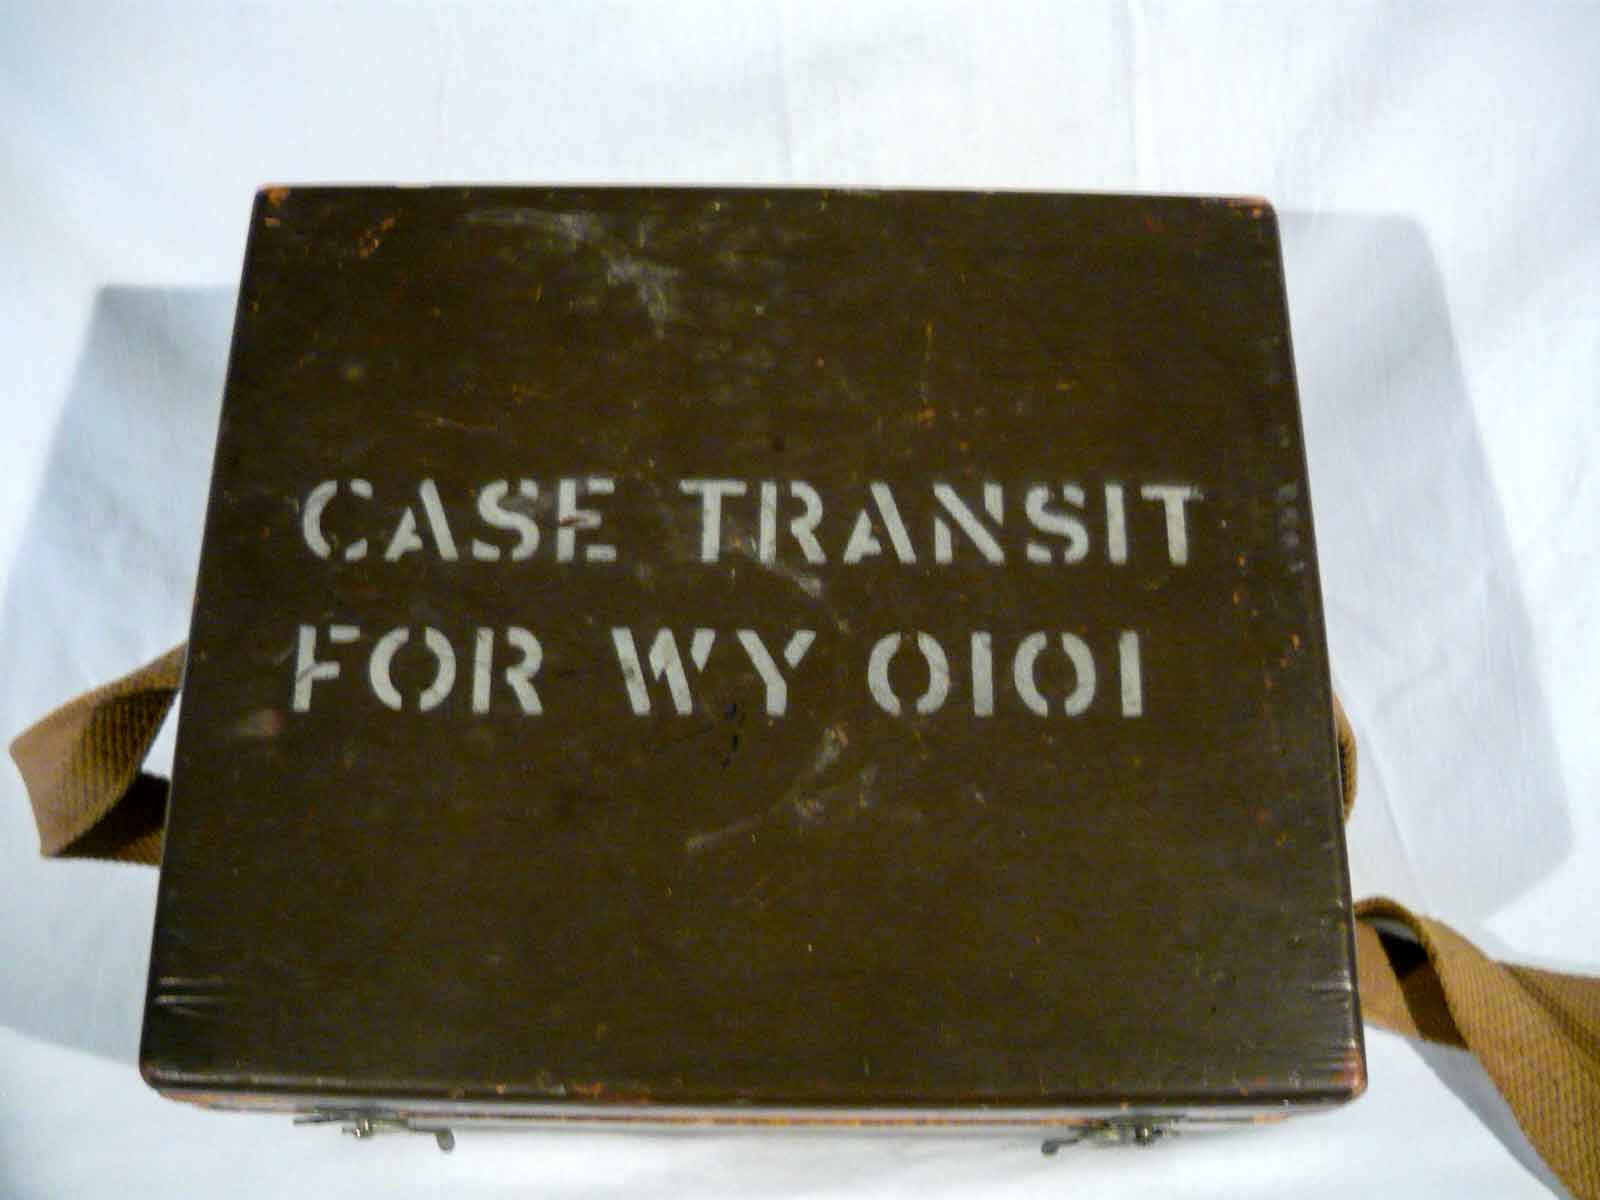 CASE TRANSIT
FOR WY 0101